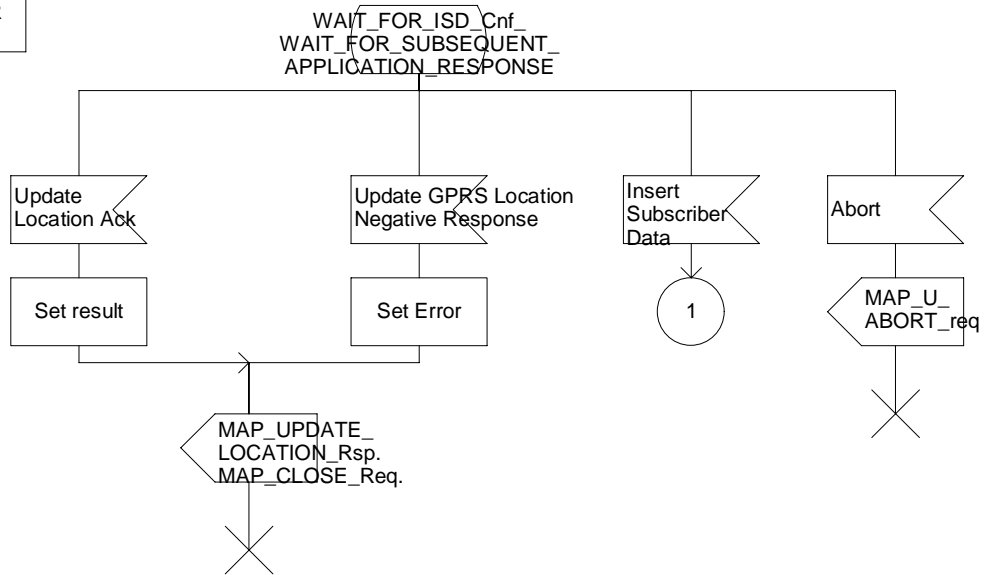 WAIT_FOR_ISD_Cnf_
WAIT_FOR_SUBSEQUENT_
APPLICATION_RESPONSE
Update
Location Ack
Update GPRS Location
Negative Response
Insert
Subscriber
Data
Abort
Set result
Set Error
1
MAP_U_
ABORT_req
MAP_UPDATE_
LOCATION_Rsp.
MAP_CLOSE_Req.